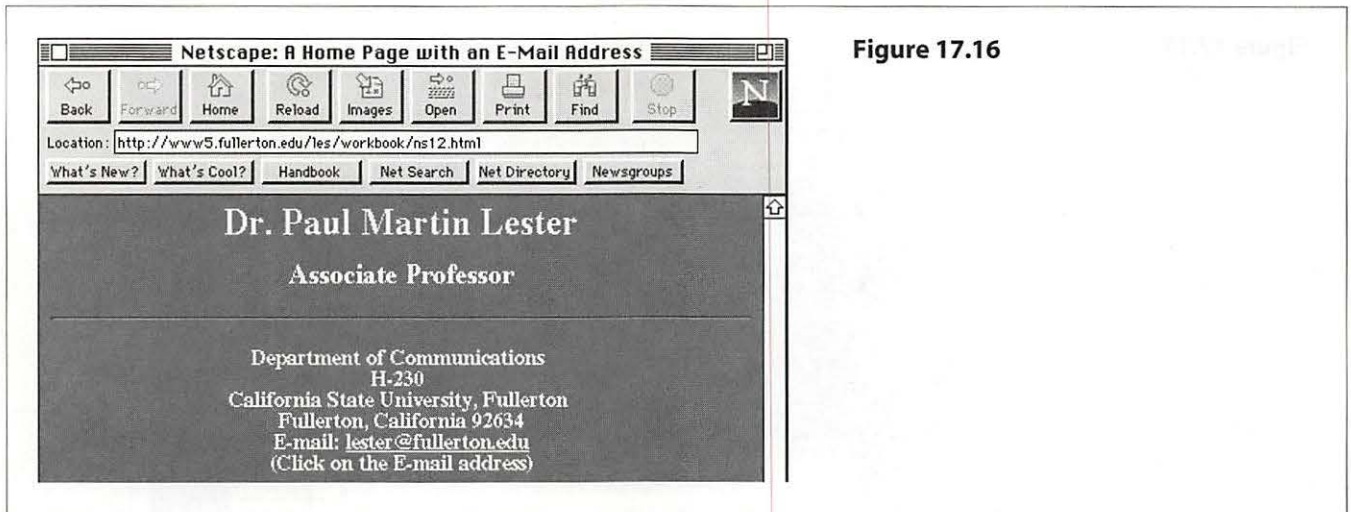 Netscape: A Home Page with an E-Mail Address
Back Forward Home Reload Images Open Print Find Stop N
Location: http://www5.fullerton.edu/les/workbook/ns12.html
What's New? What's Cool? Handbook Net Search Net Directory Newsgroups
Dr. Paul Martin Lester
Associate Professor
Department of Communications
H-230
California State University, Fullerton
Fullerton, California 92634
E-mail: lester@fullerton.edu
(Click on the E-mail address)
Figure 17.16